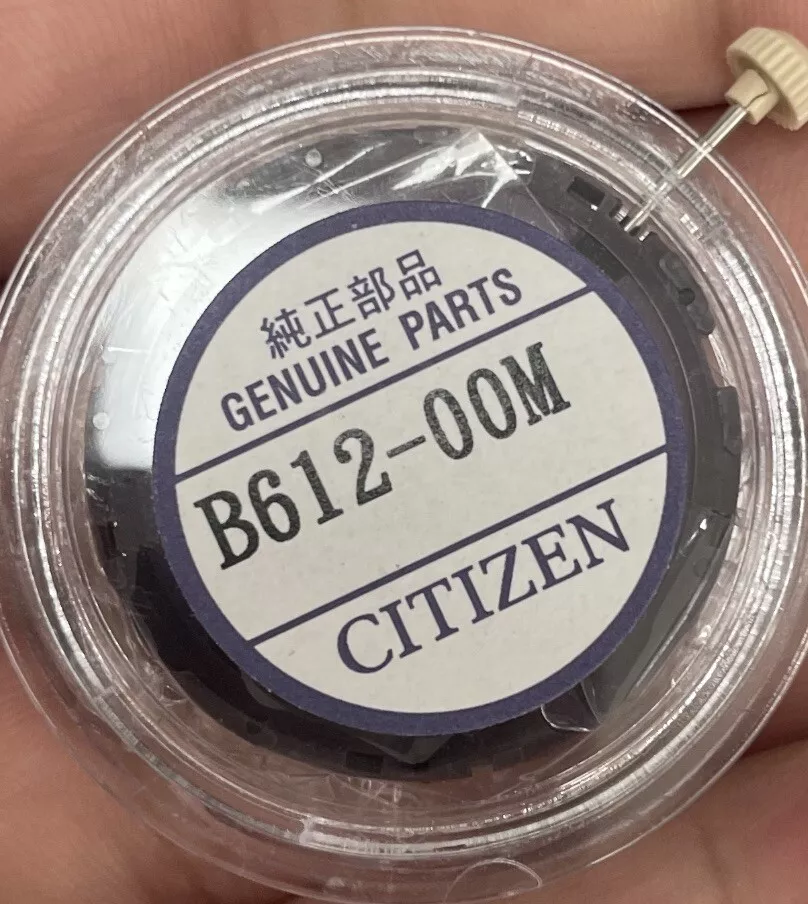 純正部品
GENUINE PARTS
B612-00M
CITIZEN